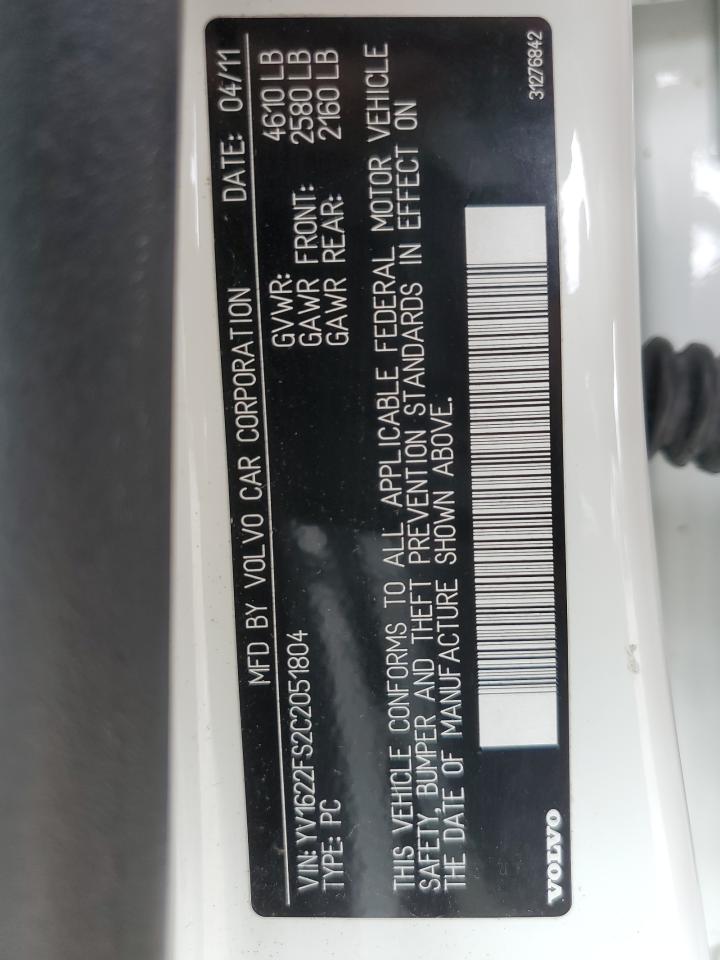 MFD BY VOLVO CAR CORPORATION DATE: 04/11
VIN: YV1622FS2C2051804 GVWR: 4610 LB
TYPE: PC GAWR FRONT: 2580 LB
GAWR REAR: 2160 LB
THIS VEHICLE CONFORMS TO ALL APPLICABLE FEDERAL MOTOR VEHICLE
SAFETY, BUMPER AND THEFT PREVENTION STANDARDS IN EFFECT ON
THE DATE OF MANUFACTURE SHOWN ABOVE.
VOLVO 31276842